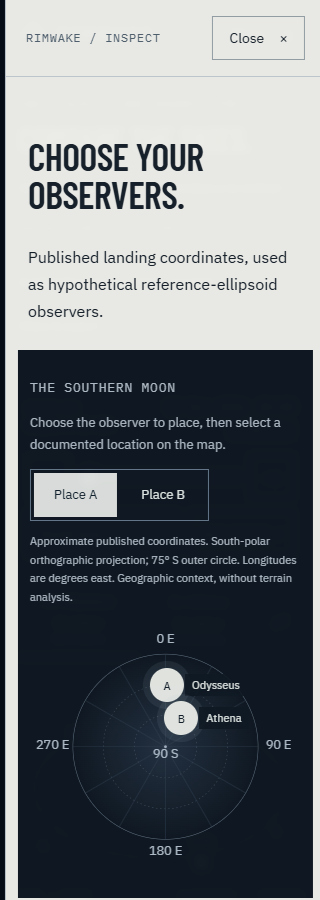 RIMWAKE / INSPECT
Close ×
CHOOSE YOUR
OBSERVERS.
Published landing coordinates, used
as hypothetical reference-ellipsoid
observers.
THE SOUTHERN MOON
Choose the observer to place, then select a
documented location on the map.
Place A Place B
Approximate published coordinates. South-polar
orthographic projection; 75° S outer circle. Longitudes
are degrees east. Geographic context, without terrain
analysis.
0 E
A Odysseus
B Athena
270 E 90 E
90 S
180 E